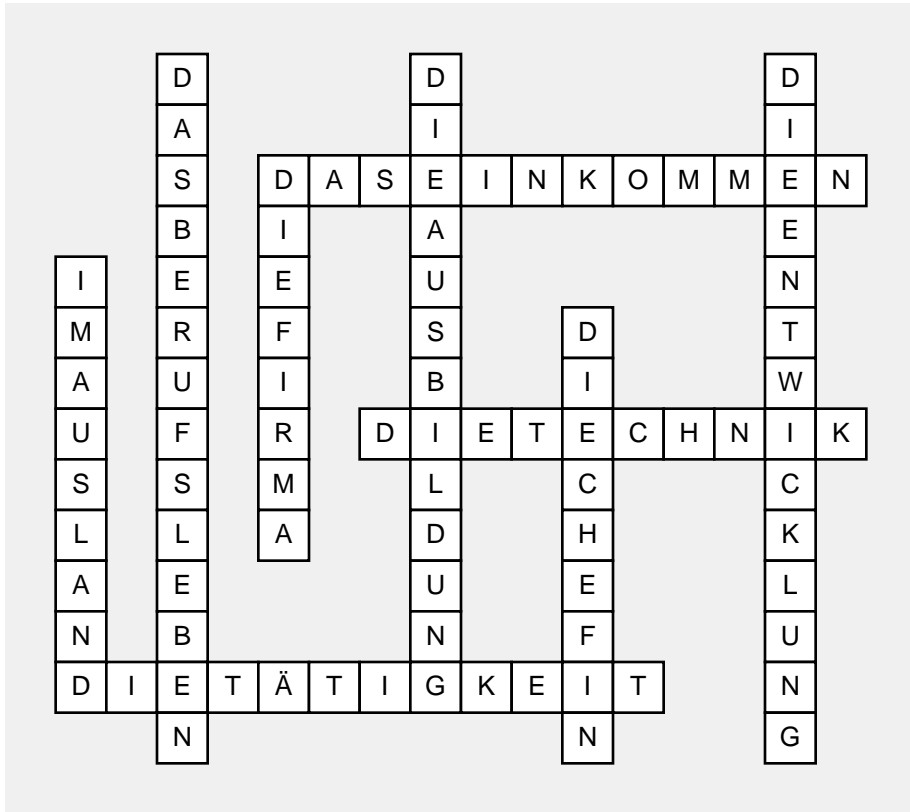 DASBERUFSLEBEN
DIEAUSBILDUNG
DIEENTWICKLUNG
DASEINKOMMEN
DIEFIRMA
IMAUSLAND
DIECHEFIN
DIETECHNIK
DIETÄTIGKEIT